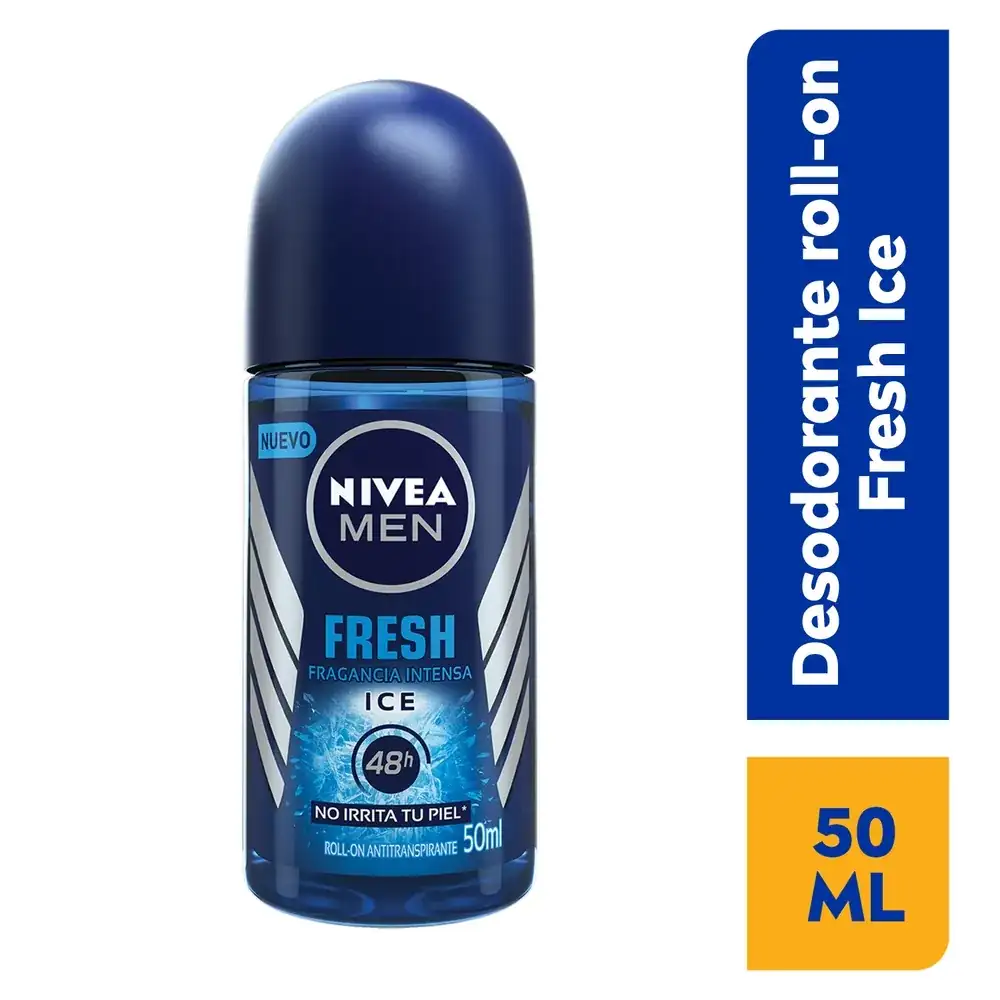 NUEVO
NIVEA
MEN
FRESH
FRAGANCIA INTENSA
ICE
48h
NO IRRITA TU PIEL*
ROLL-ON ANTITRANSPIRANTE 50ml
Desodorante roll-on
Fresh Ice
50
ML